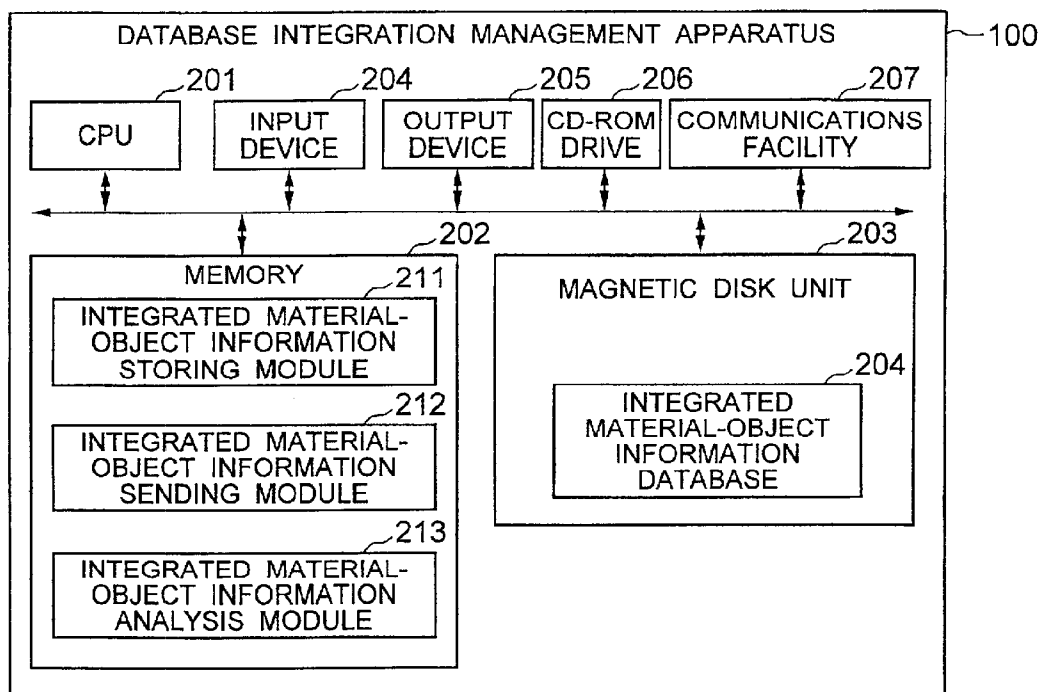 DATABASE INTEGRATION MANAGEMENT APPARATUS
100
201
204
205
206
207
CPU
INPUT
DEVICE
OUTPUT
DEVICE
CD-ROM
DRIVE
COMMUNICATIONS
FACILITY
202
203
MEMORY
211
INTEGRATED MATERIAL-
OBJECT INFORMATION
STORING MODULE
212
INTEGRATED MATERIAL-
OBJECT INFORMATION
SENDING MODULE
213
INTEGRATED MATERIAL-
OBJECT INFORMATION
ANALYSIS MODULE
MAGNETIC DISK UNIT
204
INTEGRATED
MATERIAL-OBJECT
INFORMATION
DATABASE